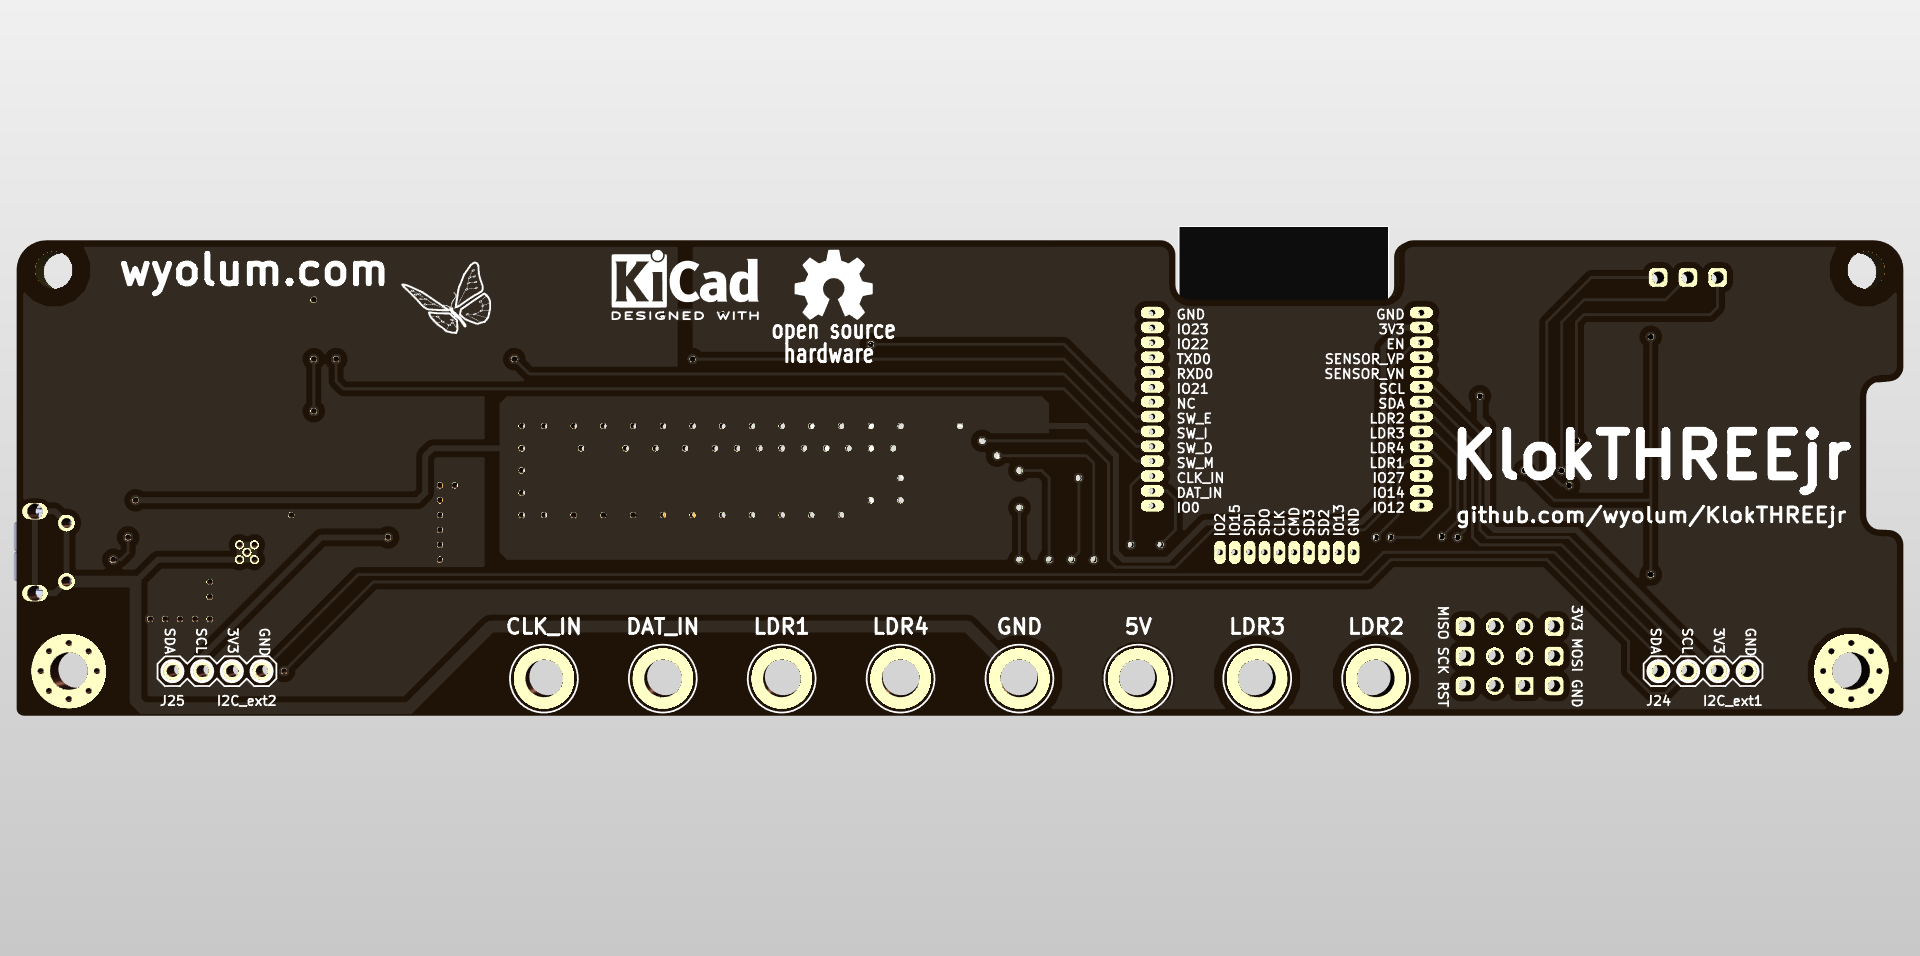 wyolum.com
KiCad
DESIGNED WITH
open source
hardware
GND
IO23
IO22
TXD0
RXD0
IO21
NC
SW_E
SW_I
SW_D
SW_M
CLK_IN
DAT_IN
IO0
GND
3V3
EN
SENSOR_VP
SENSOR_VN
SCL
SDA
LDR2
LDR3
LDR4
LDR1
IO27
IO14
IO12
IO2
IO15
SDI
SD0
CLK
CMD
SD3
SD2
IO13
GND
KlokTHREEjr
github.com/wyolum/KlokTHREEjr
SDA
SCL
3V3
GND
J25
I2C_ext2
CLK_IN
DAT_IN
LDR1
LDR4
GND
5V
LDR3
LDR2
MISO SCK RST
3V3 MOSI GND
SDA
SCL
3V3
GND
J24
I2C_ext1